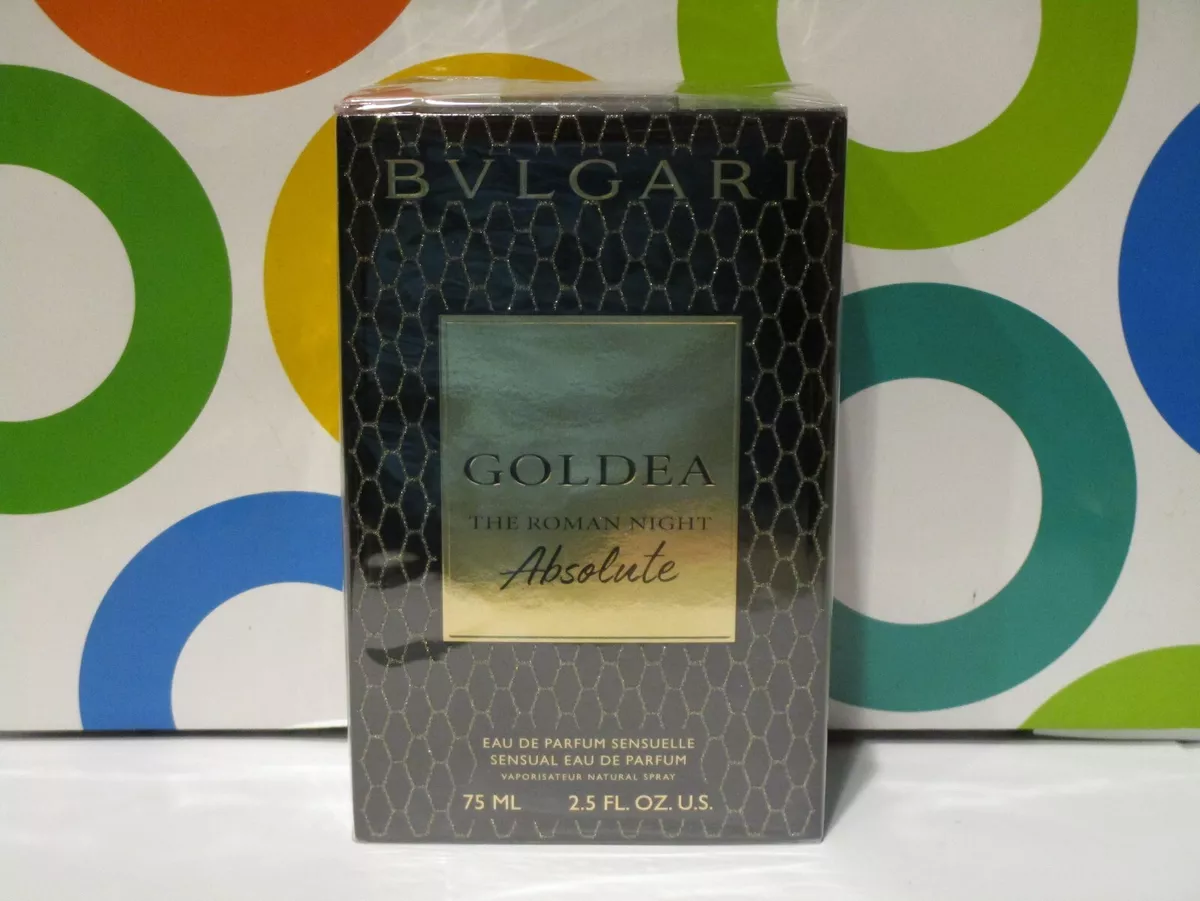 BVLGARI
GOLDEA
THE ROMAN NIGHT
Absolute
EAU DE PARFUM SENSUELLE
SENSUAL EAU DE PARFUM
VAPORISATEUR NATURAL SPRAY
75 ML 2.5 FL. OZ. U.S.